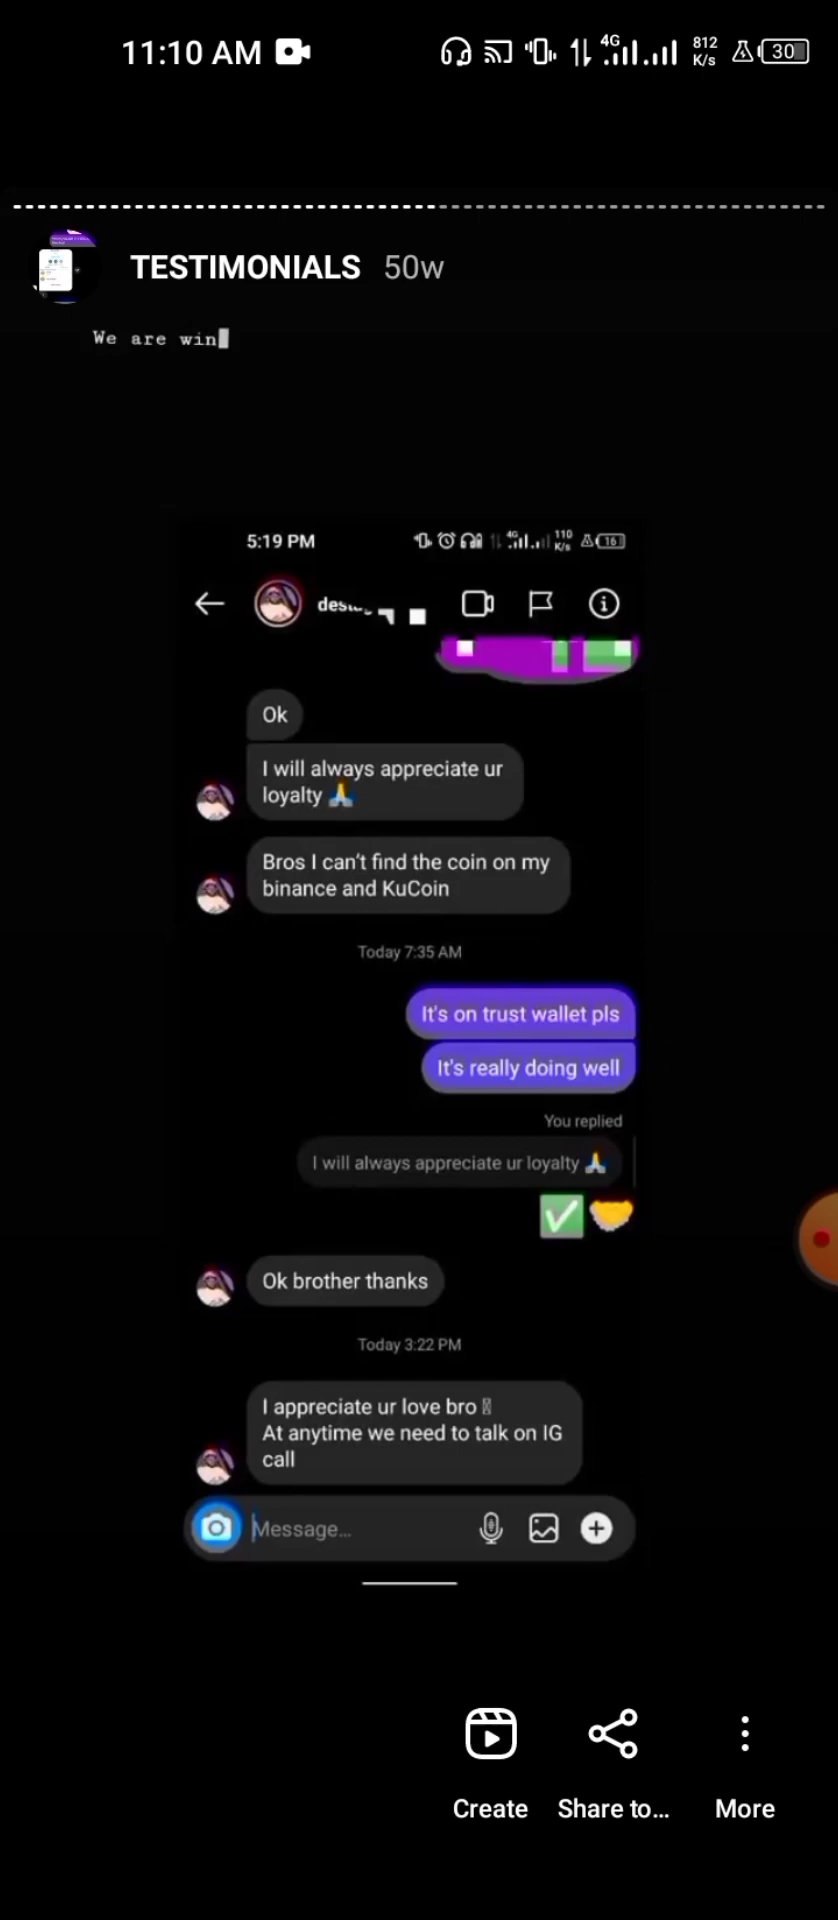 11:10 AM
4G
812
K/s
30
TESTIMONIALS 50w
We are win
5:19 PM
4G
110
K/s
16
Ok
I will always appreciate ur
loyalty 🙏
Bros I can't find the coin on my
binance and KuCoin
Today 7:35 AM
It's on trust wallet pls
It's really doing well
You replied
I will always appreciate ur loyalty 🙏
✅🤝
Ok brother thanks
Today 3:22 PM
I appreciate ur love bro
At anytime we need to talk on IG
call
Message...
Create
Share to...
More